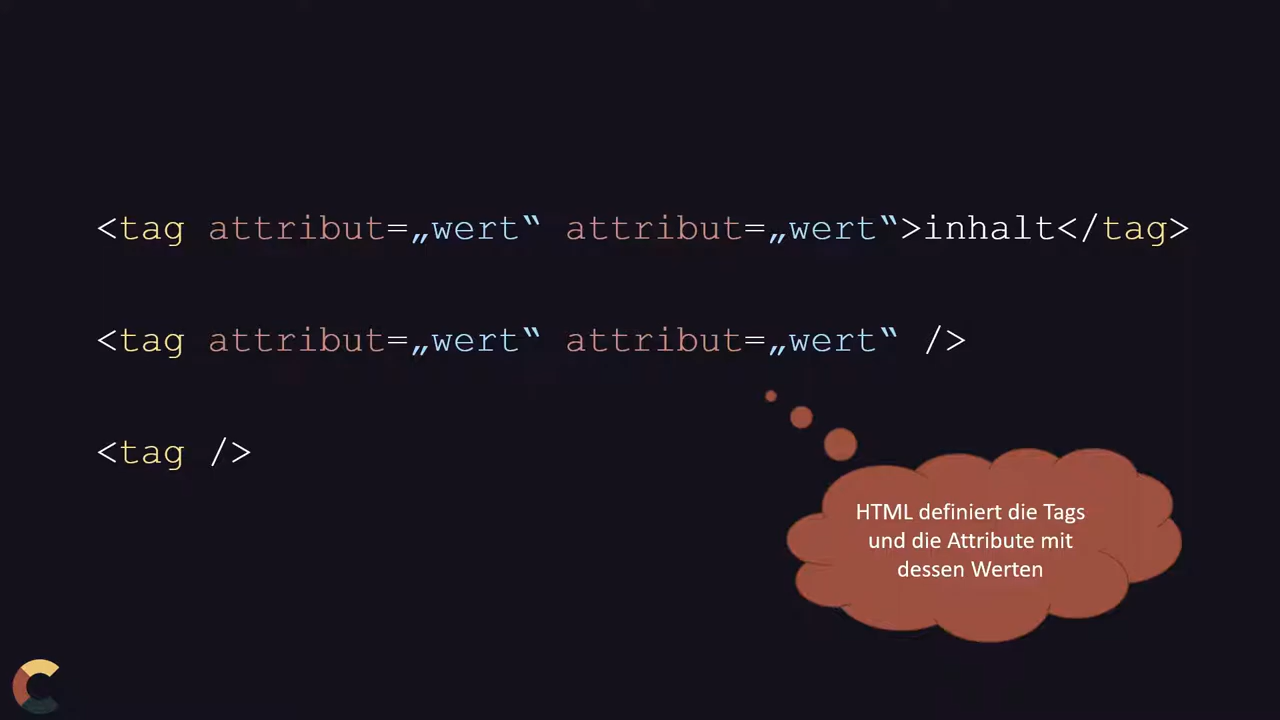 <tag attribut=„wert“ attribut=„wert“>inhalt</tag>
<tag attribut=„wert“ attribut=„wert“ />
<tag />
HTML definiert die Tags
und die Attribute mit
dessen Werten